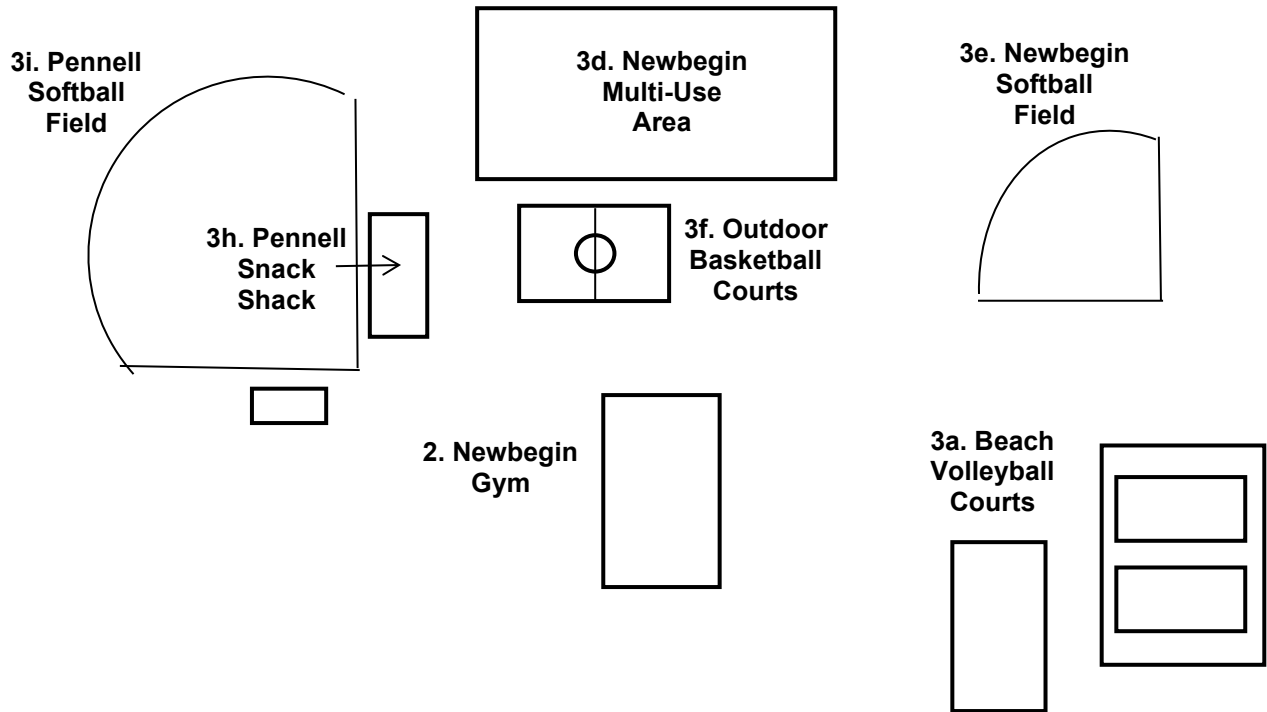 3i. Pennell
Softball
Field
3d. Newbegin
Multi-Use
Area
3e. Newbegin
Softball
Field
3h. Pennell
Snack
Shack
3f. Outdoor
Basketball
Courts
2. Newbegin
Gym
3a. Beach
Volleyball
Courts